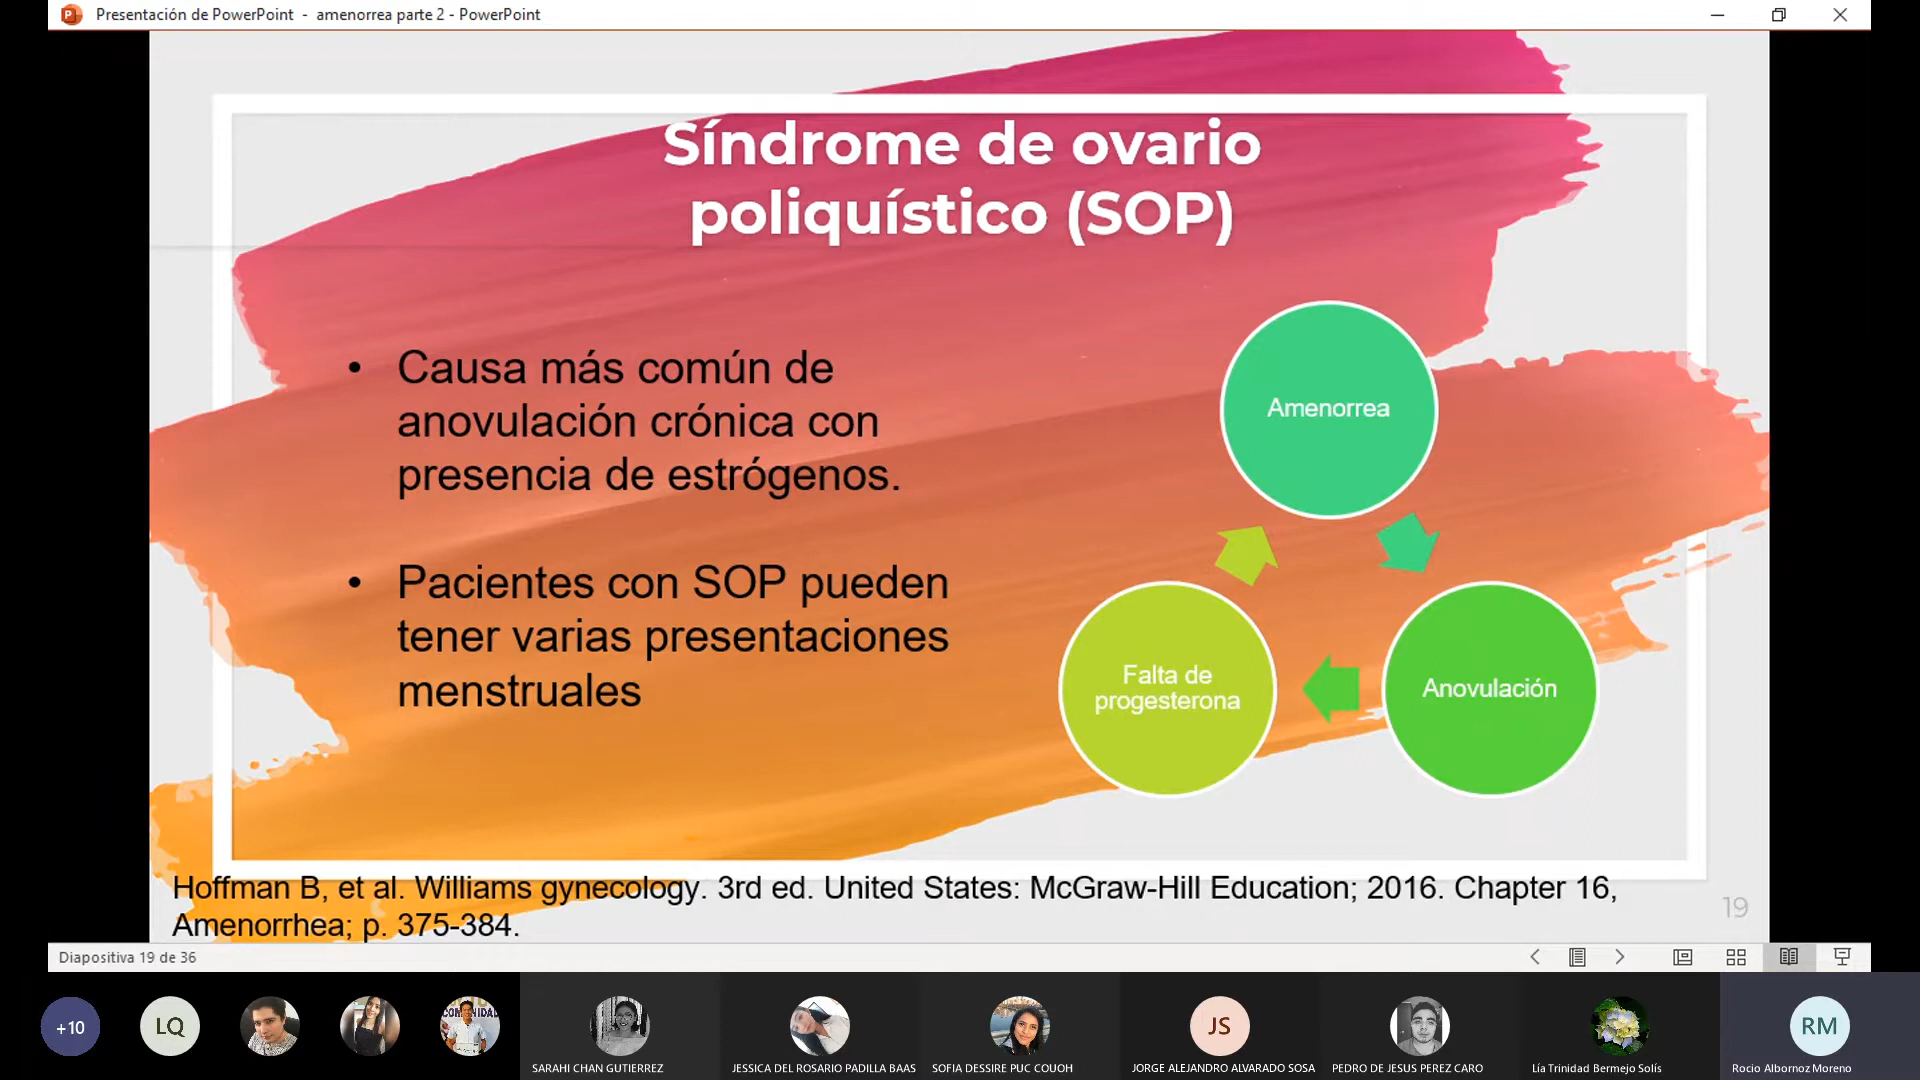 Presentación de PowerPoint - amenorrea parte 2 - PowerPoint
Síndrome de ovario
poliquístico (SOP)
• Causa más común de
anovulación crónica con
presencia de estrógenos.
• Pacientes con SOP pueden
tener varias presentaciones
menstruales
Amenorrea
Anovulación
Falta de
progesterona
Hoffman B, et al. Williams gynecology. 3rd ed. United States: McGraw-Hill Education; 2016. Chapter 16,
Amenorrhea; p. 375-384.
19
Diapositiva 19 de 36
+10
LQ
JS
RM
SARAHI CHAN GUTIERREZ
JESSICA DEL ROSARIO PADILLA BAAS
SOFIA DESSIRE PUC COUOH
JORGE ALEJANDRO ALVARADO SOSA
PEDRO DE JESUS PEREZ CARO
Lía Trinidad Bermejo Solís
Rocio Albornoz Moreno